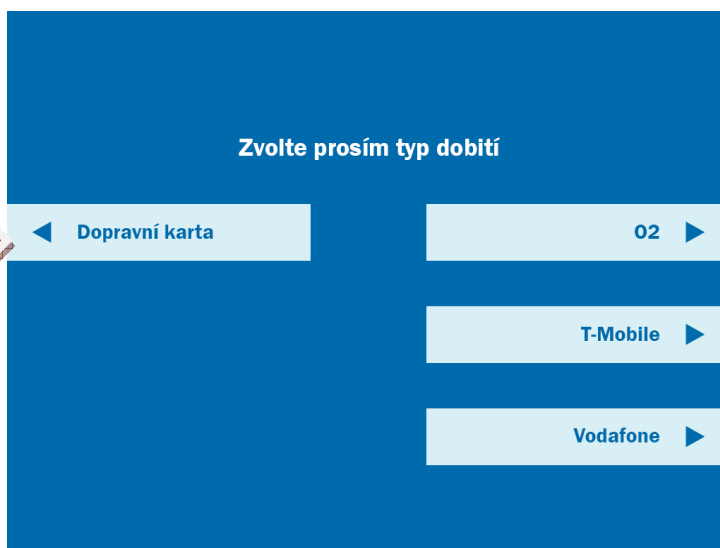 Zvolte prosím typ dobití
Dopravní karta
O2
T-Mobile
Vodafone